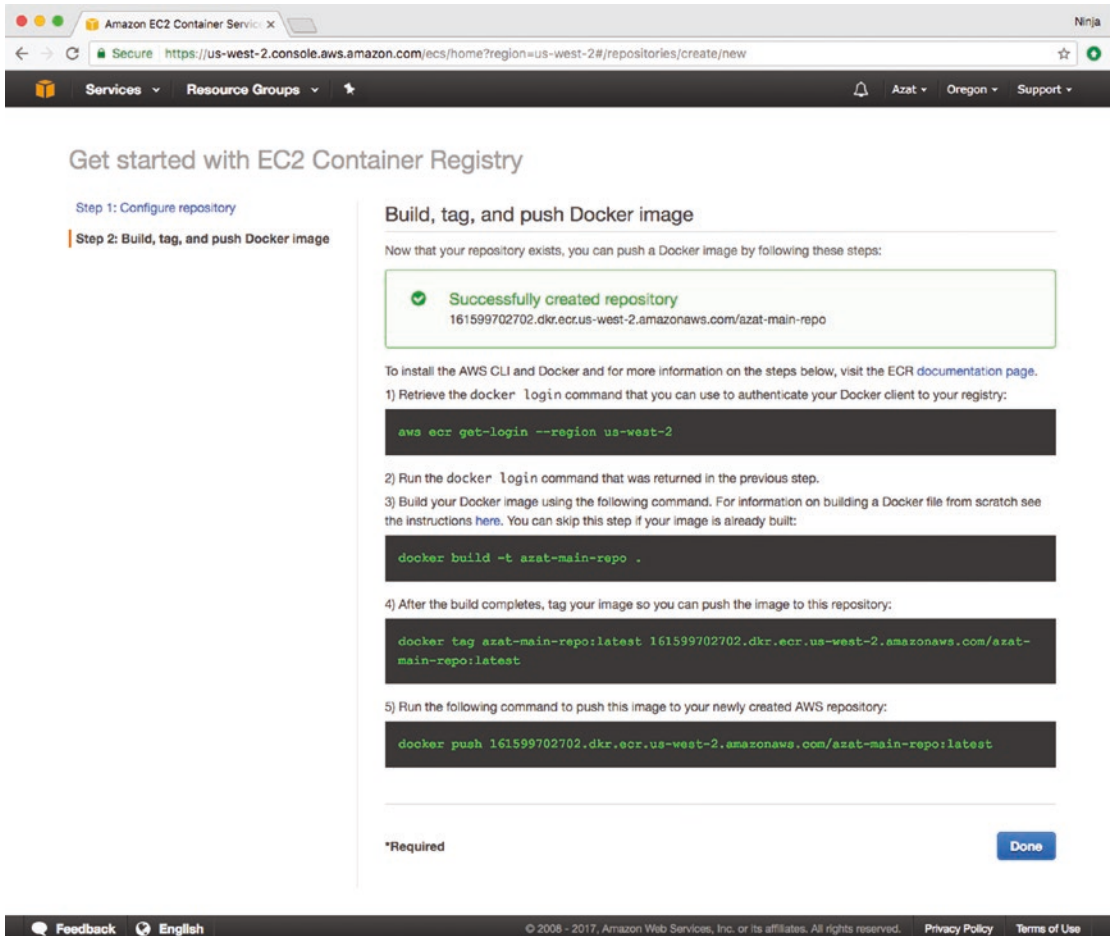 Amazon EC2 Container Servic
Ninja
Secure https://us-west-2.console.aws.amazon.com/ecs/home?region=us-west-2#/repositories/create/new
Services Resource Groups Azat Oregon Support
Get started with EC2 Container Registry
Step 1: Configure repository
Step 2: Build, tag, and push Docker image
Build, tag, and push Docker image
Now that your repository exists, you can push a Docker image by following these steps:
Successfully created repository
161599702702.dkr.ecr.us-west-2.amazonaws.com/azat-main-repo
To install the AWS CLI and Docker and for more information on the steps below, visit the ECR documentation page.
1) Retrieve the docker login command that you can use to authenticate your Docker client to your registry:
aws ecr get-login --region us-west-2
2) Run the docker login command that was returned in the previous step.
3) Build your Docker image using the following command. For information on building a Docker file from scratch see
the instructions here. You can skip this step if your image is already built:
docker build -t azat-main-repo .
4) After the build completes, tag your image so you can push the image to this repository:
docker tag azat-main-repo:latest 161599702702.dkr.ecr.us-west-2.amazonaws.com/azat-
main-repo:latest
5) Run the following command to push this image to your newly created AWS repository:
docker push 161599702702.dkr.ecr.us-west-2.amazonaws.com/azat-main-repo:latest
*Required
Done
Feedback English © 2008 - 2017, Amazon Web Services, Inc. or its affiliates. All rights reserved. Privacy Policy Terms of Use